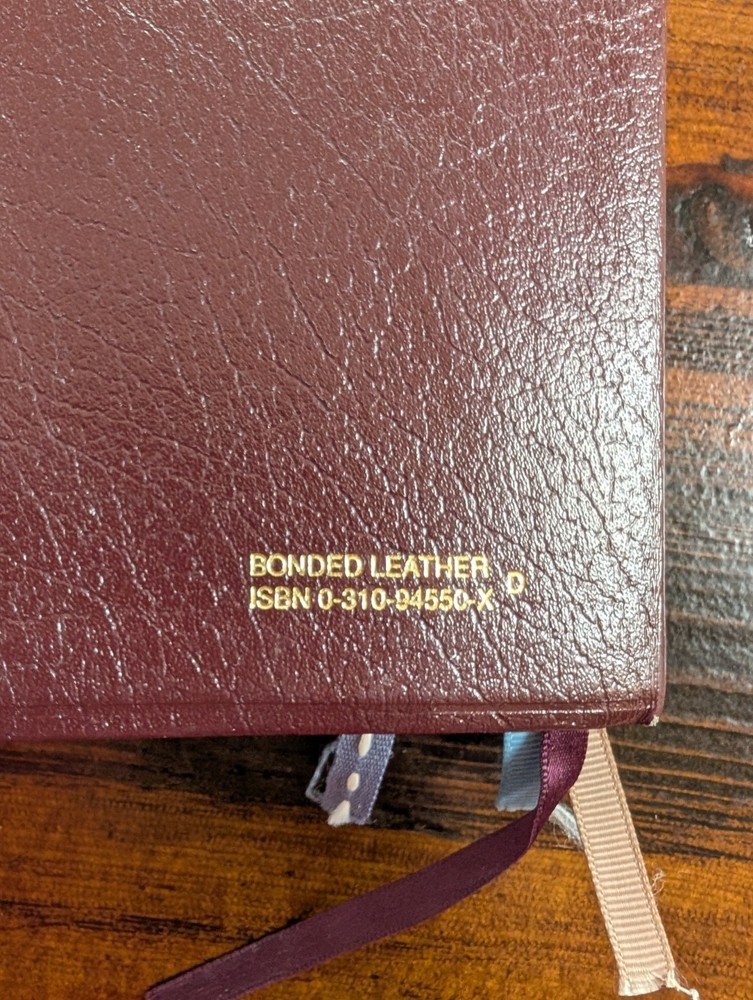 BONDED LEATHER D
ISBN 0-310-94550-X